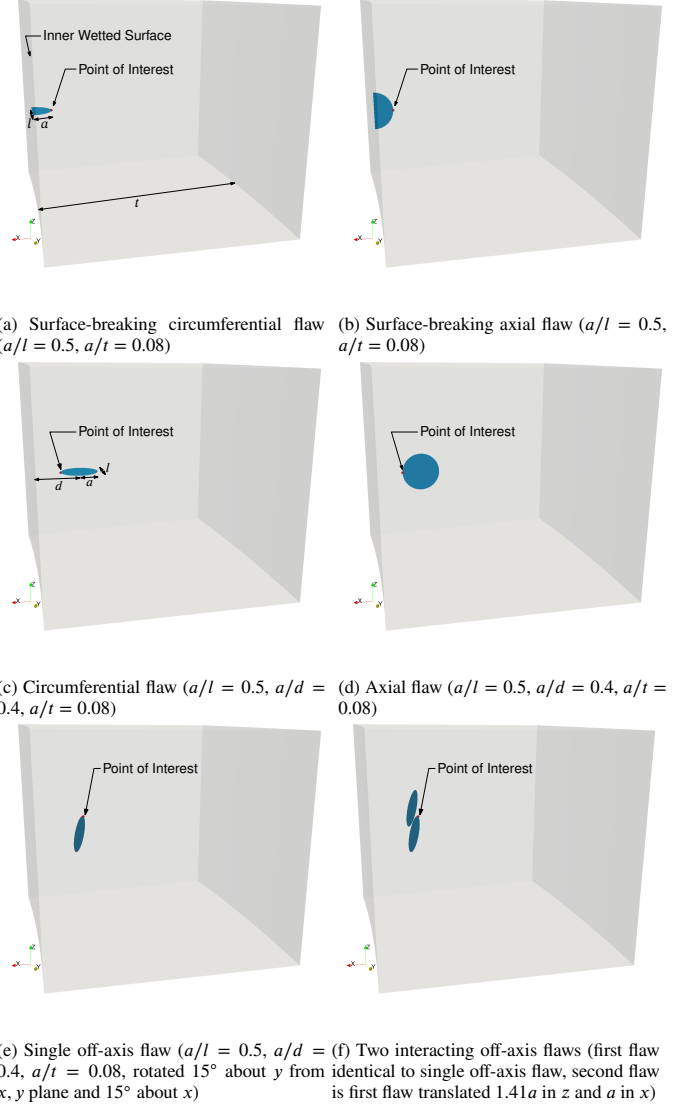 Inner Wetted Surface
Point of Interest
l a
t
Z
X Y
Point of Interest
Z
X Y
(a) Surface-breaking circumferential flaw
(a/l = 0.5, a/t = 0.08)
(b) Surface-breaking axial flaw (a/l = 0.5,
a/t = 0.08)
Point of Interest
l
d a
Z
X Y
Point of Interest
Z
X Y
(c) Circumferential flaw (a/l = 0.5, a/d =
0.4, a/t = 0.08)
(d) Axial flaw (a/l = 0.5, a/d = 0.4, a/t =
0.08)
Point of Interest
Z
X Y
Point of Interest
Z
X Y
(e) Single off-axis flaw (a/l = 0.5, a/d =
0.4, a/t = 0.08, rotated 15° about y from
x, y plane and 15° about x)
(f) Two interacting off-axis flaws (first flaw
identical to single off-axis flaw, second flaw
is first flaw translated 1.41a in z and a in x)